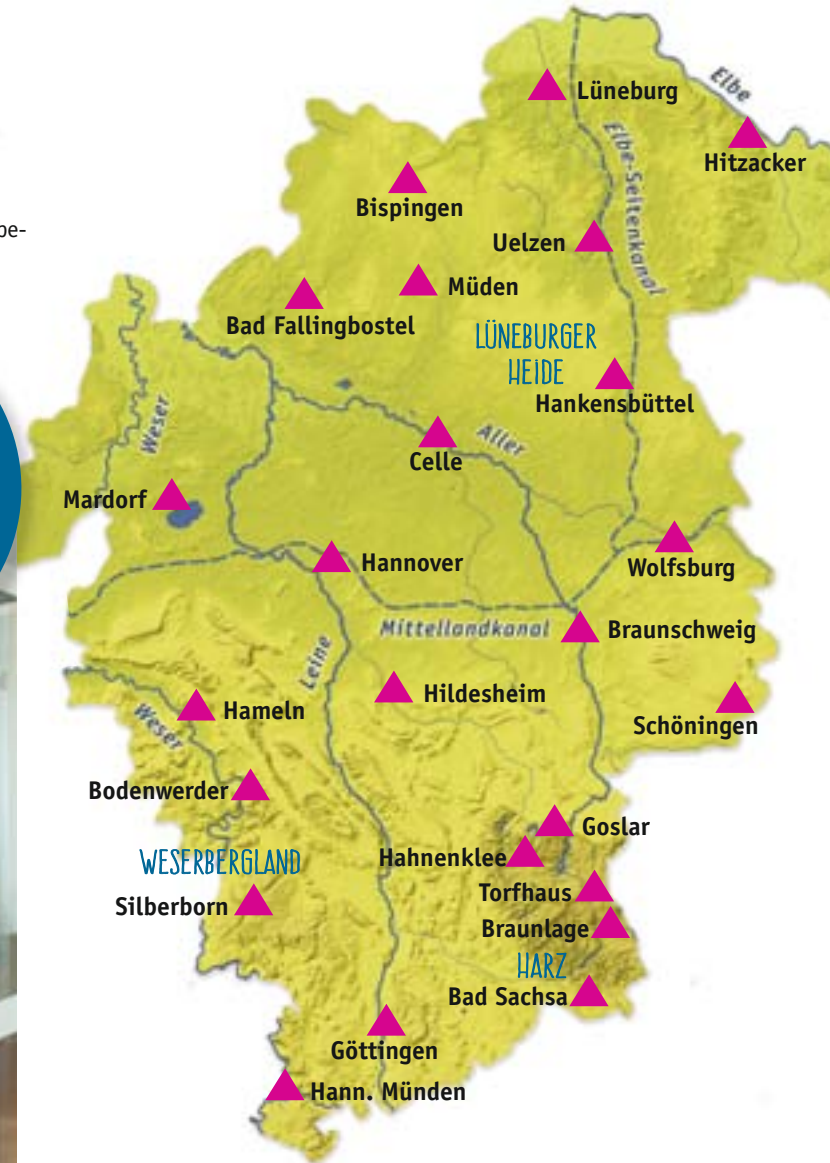 Elbe
Lüneburg
Hitzacker
Elbe-Seitenkanal
Bispingen
be-
Uelzen
Müden
Bad Fallingbostel
LÜNEBURGER
HEIDE
Hankensbüttel
Weser
Aller
Celle
Mardorf
Hannover
Wolfsburg
Mittellandkanal
Braunschweig
Leine
Hildesheim
Hameln
Weser
Schöningen
Bodenwerder
Goslar
Hahnenklee
WESERBERGLAND
Torfhaus
Silberborn
Braunlage
HARZ
Bad Sachsa
Göttingen
Hann. Münden